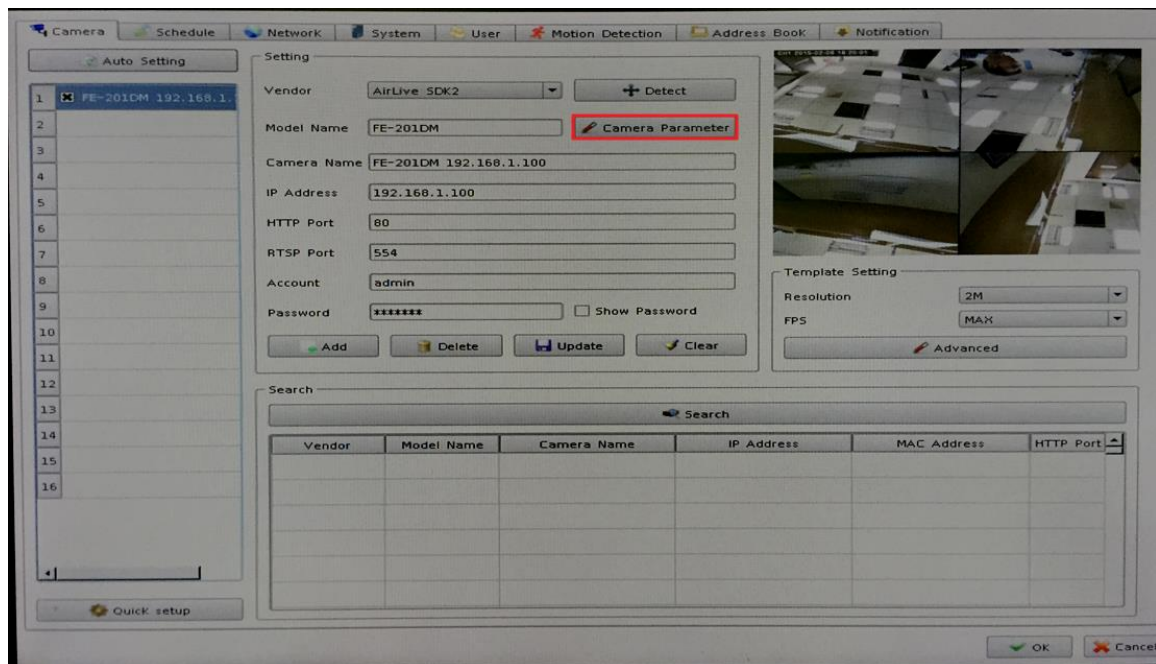 Camera Schedule Network System User Motion Detection Address Book Notification
Auto Setting
1 FE-201DM 192.168.1.
2
3
4
5
6
7
8
9
10
11
12
13
14
15
16
Quick setup
Setting
Vendor AirLive SDK2 Detect
Model Name FE-201DM Camera Parameter
Camera Name FE-201DM 192.168.1.100
IP Address 192.168.1.100
HTTP Port 80
RTSP Port 554
Account admin
Password ******* Show Password
Add Delete Update Clear
Template Setting
Resolution 2M
FPS MAX
Advanced
Search
Search
Vendor Model Name Camera Name IP Address MAC Address HTTP Port
OK Cancel